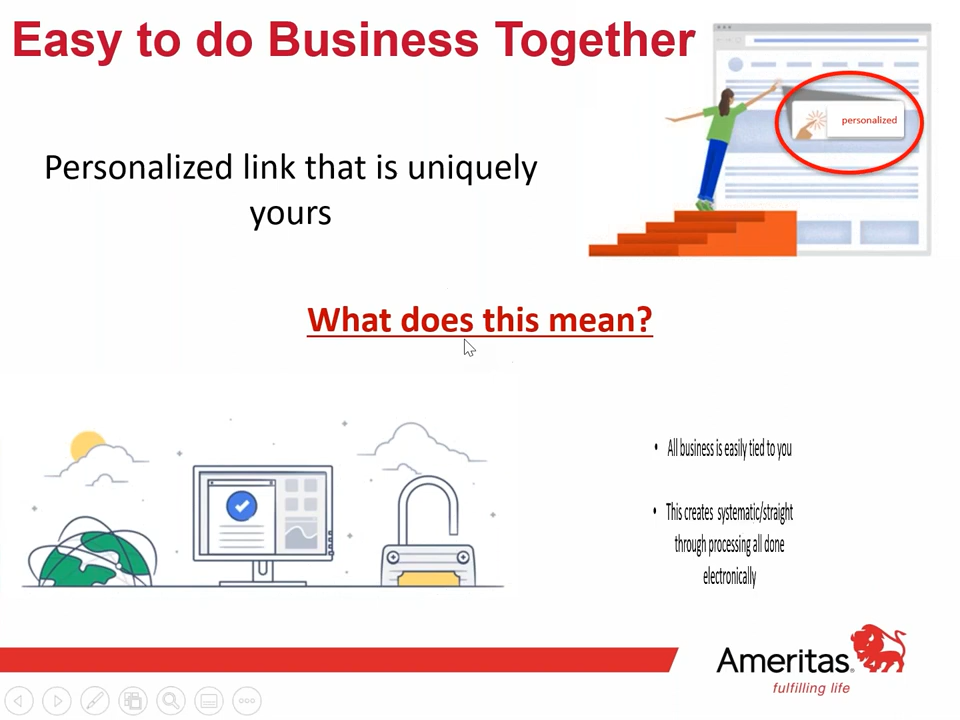 Easy to do Business Together
personalized
Personalized link that is uniquely
yours
What does this mean?
• All business is easily tied to you
• This creates systematic/straight
through processing all done
electronically
Ameritas®
fulfilling life